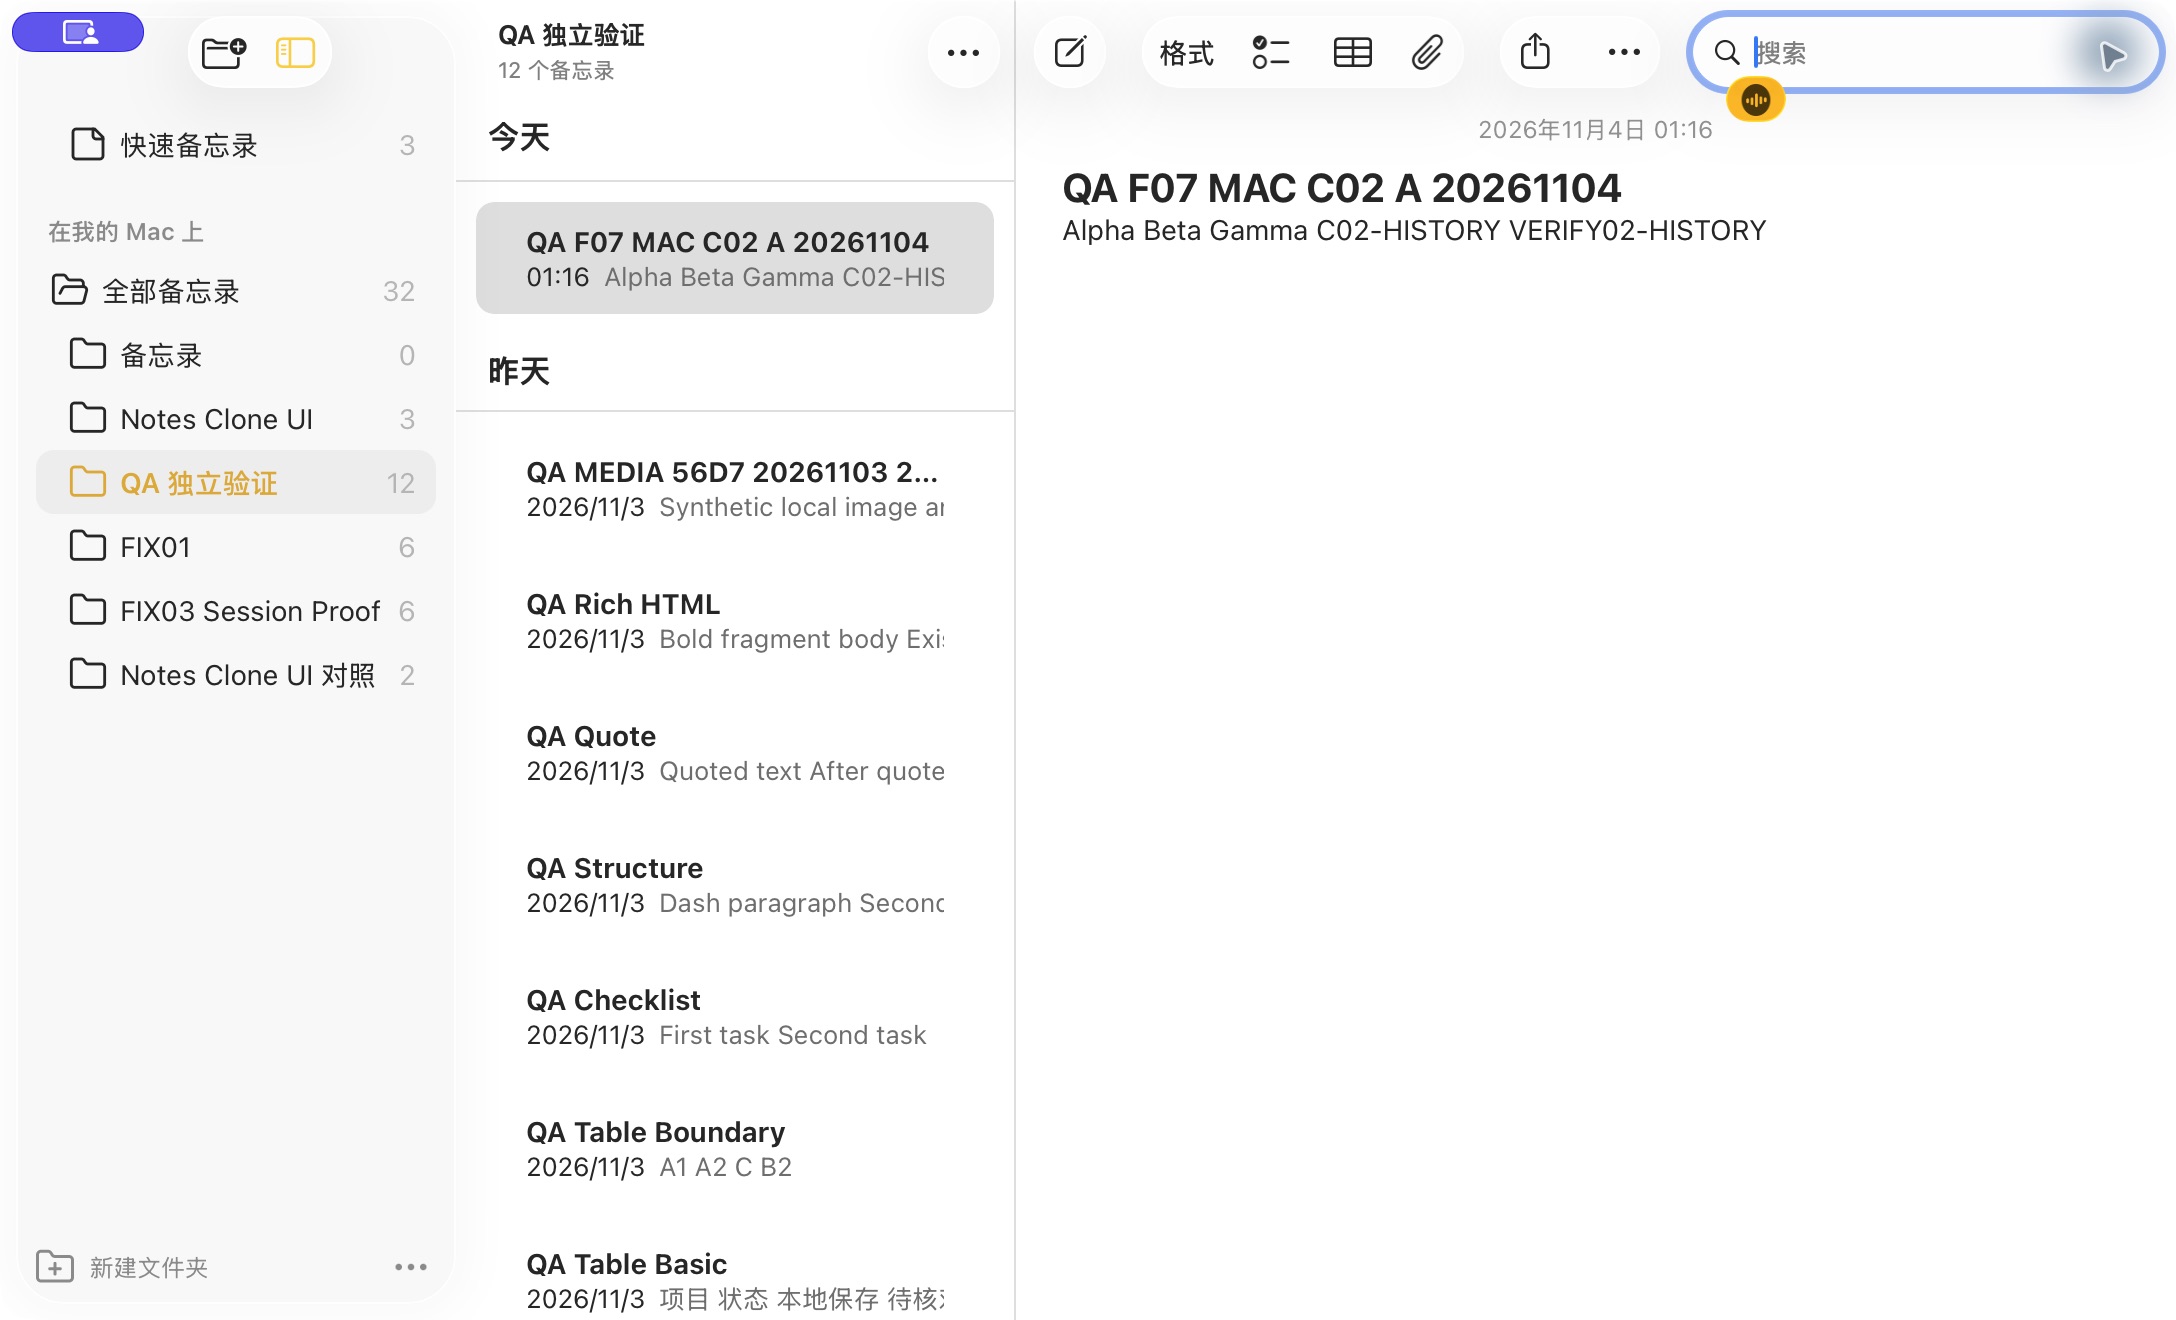 快速备忘录 3
在我的 Mac 上
全部备忘录 32
备忘录 0
Notes Clone UI 3
QA 独立验证 12
FIX01 6
FIX03 Session Proof 6
Notes Clone UI 对照 2
新建文件夹
QA 独立验证
12 个备忘录
今天
QA F07 MAC C02 A 20261104
01:16 Alpha Beta Gamma C02-HIS
昨天
QA MEDIA 56D7 20261103 2...
2026/11/3 Synthetic local image
QA Rich HTML
2026/11/3 Bold fragment body
QA Quote
2026/11/3 Quoted text After quote
QA Structure
2026/11/3 Dash paragraph
QA Checklist
2026/11/3 First task Second task
QA Table Boundary
2026/11/3 A1 A2 C B2
QA Table Basic
2026/11/3 项目 状态 本地保存 待核
格式
搜索
2026年11月4日 01:16
QA F07 MAC C02 A 20261104
Alpha Beta Gamma C02-HISTORY VERIFY02-HISTORY